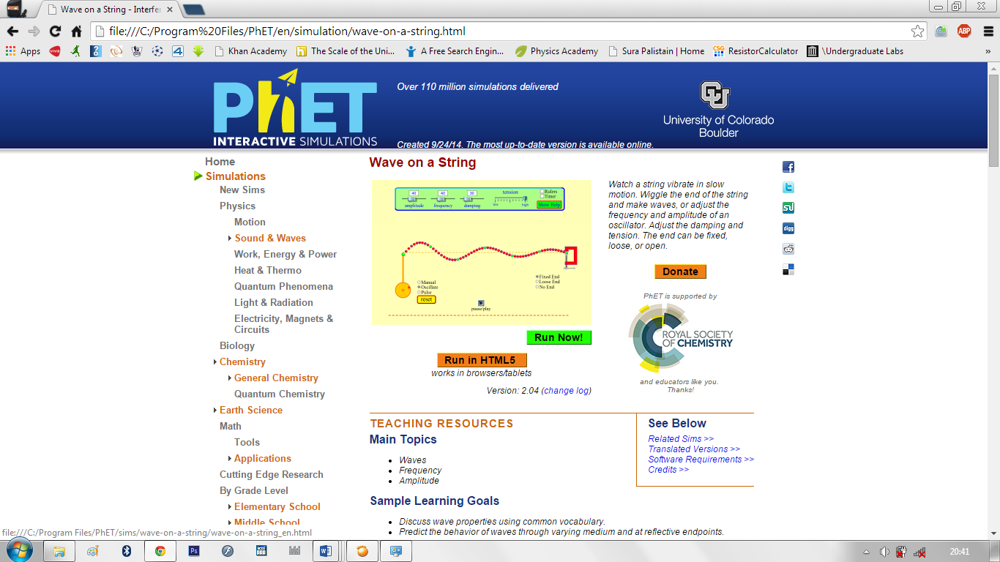 Wave on a String - Interfer
file:///C:/Program%20Files/PhET/en/simulation/wave-on-a-string.html
ABP
Apps
viva
Khan Academy
The Scale of the Uni...
A Free Search Engin...
Physics Academy
Sura Palistain | Home
CSG
ResistorCalculator
\Undergraduate Labs
»
PhET
INTERACTIVE SIMULATIONS
Over 110 million simulations delivered
Created 9/24/14. The most up-to-date version is available online.
CU
University of Colorado
Boulder
Home
Simulations
New Sims
Physics
Motion
Sound & Waves
Work, Energy & Power
Heat & Thermo
Quantum Phenomena
Light & Radiation
Electricity, Magnets &
Circuits
Biology
Chemistry
General Chemistry
Quantum Chemistry
Earth Science
Math
Tools
Applications
Cutting Edge Research
By Grade Level
Elementary School
Middle School
Wave on a String
40
40
30
amplitude
frequency
damping
tension
low
high
Rulers
Timer
Show Help
Manual
Oscillate
Pulse
reset
pause/play
Fixed End
Loose End
No End
Run Now!
Run in HTML5
works in browsers/tablets
Version: 2.04 (change log)
Watch a string vibrate in slow
motion. Wiggle the end of the string
and make waves, or adjust the
frequency and amplitude of an
oscillator. Adjust the damping and
tension. The end can be fixed,
loose, or open.
Donate
PhET is supported by
ROYAL SOCIETY
OF CHEMISTRY
and educators like you.
Thanks!
digg
TEACHING RESOURCES
Main Topics
Waves
Frequency
Amplitude
See Below
Related Sims >>
Translated Versions >>
Software Requirements >>
Credits >>
Sample Learning Goals
Discuss wave properties using common vocabulary.
Predict the behavior of waves through varying medium and at reflective endpoints.
file:///C:/Program Files/PhET/sims/wave-on-a-string/wave-on-a-string_en.html
Ps
20:41